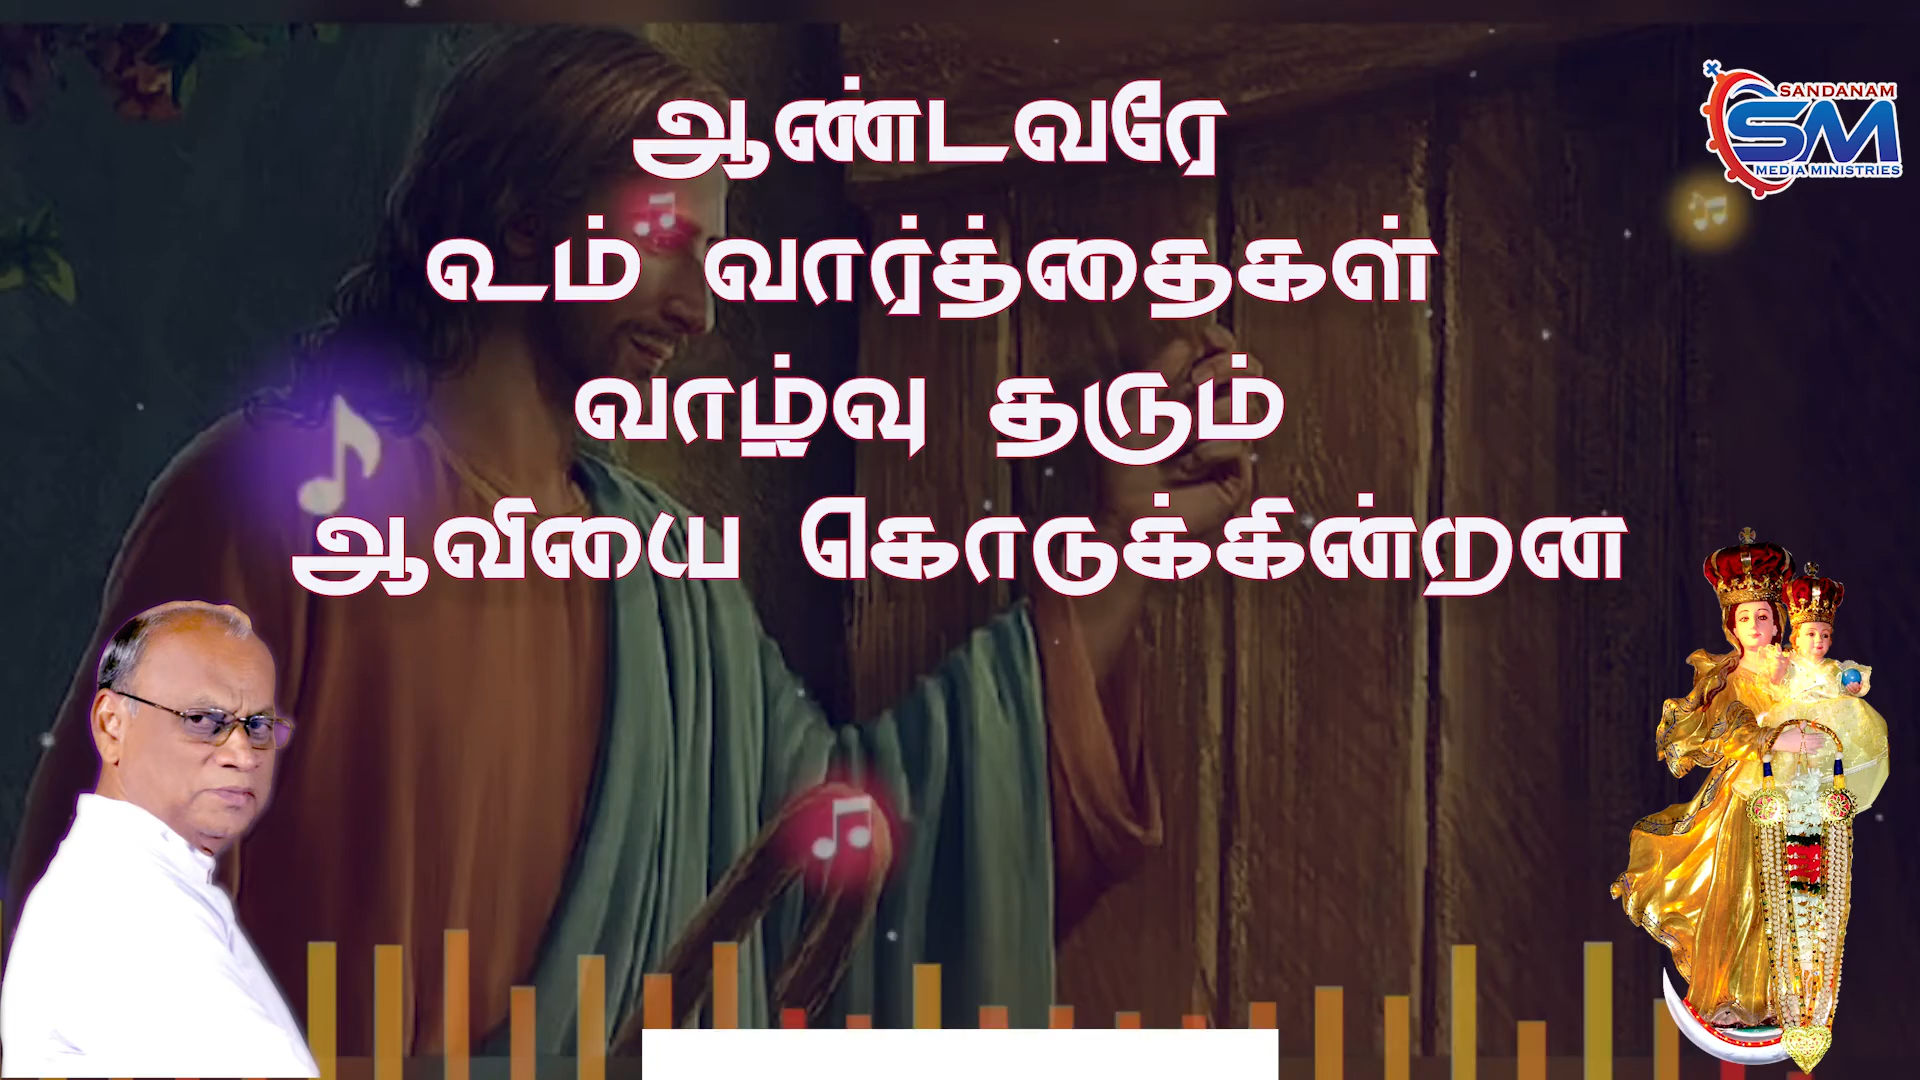 ஆண்டவரே
உம் வார்த்தைகள்
வாழ்வு தரும்
ஆவியை கொடுக்கின்றன
SANDANAM
SM
MEDIA MINISTRIES